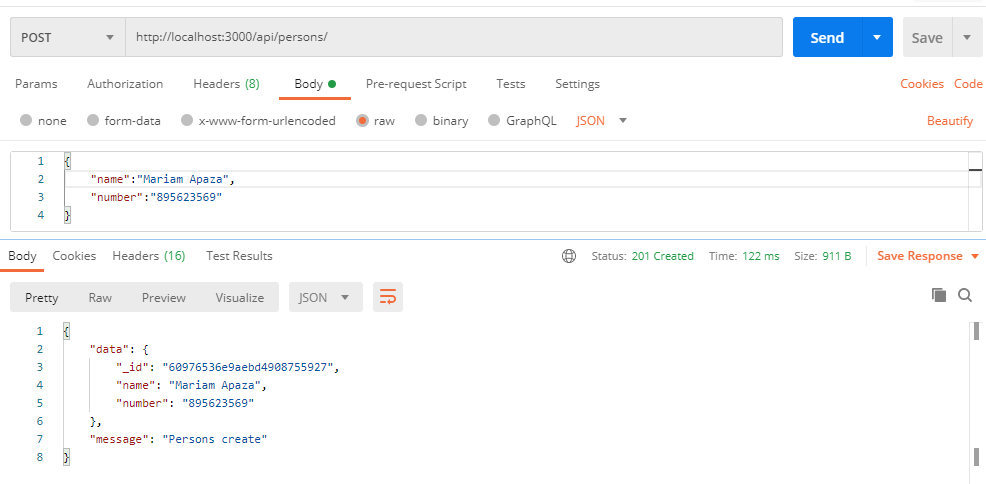 POST http://localhost:3000/api/persons/ Send Save
Params Authorization Headers (8) Body Pre-request Script Tests Settings Cookies Code
none form-data x-www-form-urlencoded raw binary GraphQL JSON Beautify
1 {
2 "name":"Mariam Apaza",
3 "number":"895623569"
4 }
Body Cookies Headers (16) Test Results Status: 201 Created Time: 122 ms Size: 911 B Save Response
Pretty Raw Preview Visualize JSON
1 {
2 "data": {
3 "_id": "60976536e9aebd4908755927",
4 "name": "Mariam Apaza",
5 "number": "895623569"
6 },
7 "message": "Persons create"
8 }